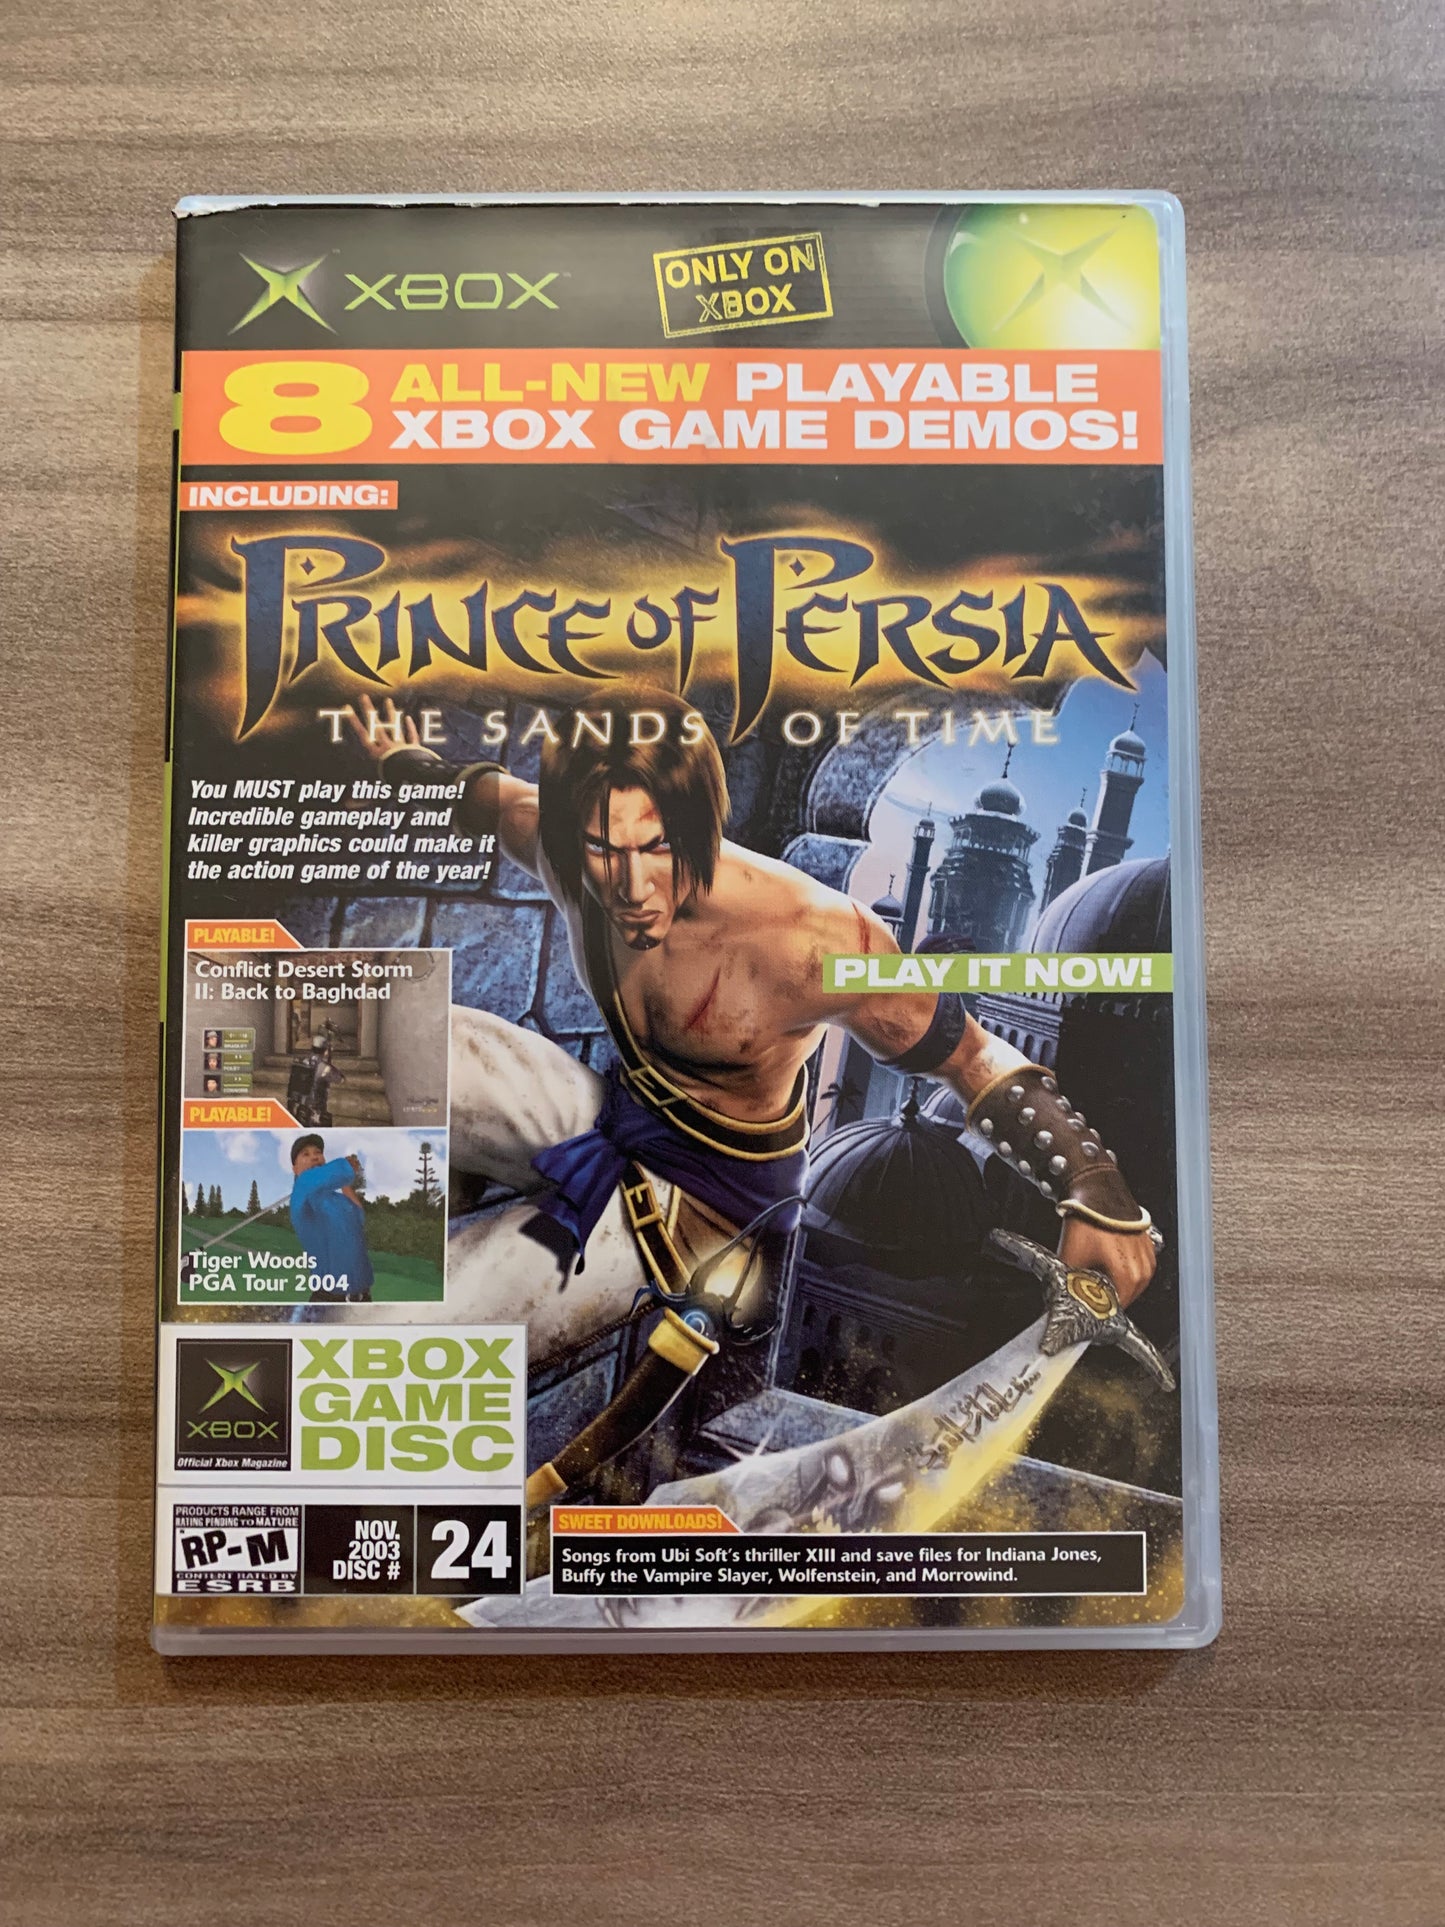 XBOX™
ONLY ON
XBOX
8 ALL-NEW PLAYABLE
XBOX GAME DEMOS!
INCLUDING:
PRINCE OF PERSIA
THE SANDS OF TIME
You MUST play this game!
Incredible gameplay and
killer graphics could make it
the action game of the year!
PLAYABLE!
Conflict Desert Storm
II: Back to Baghdad
BRADLEY
FOLEY
CONNORS
PLAY IT NOW!
PLAYABLE!
Tiger Woods
PGA Tour 2004
XBOX
Official Xbox Magazine
XBOX
GAME
DISC
PRODUCTS RANGE FROM
RATING PENDING TO MATURE
RP-M
CONTENT RATED BY
ESRB
NOV.
2003
DISC #
24
SWEET DOWNLOADS!
Songs from Ubi Soft's thriller XIII and save files for Indiana Jones,
Buffy the Vampire Slayer, Wolfenstein, and Morrowind.